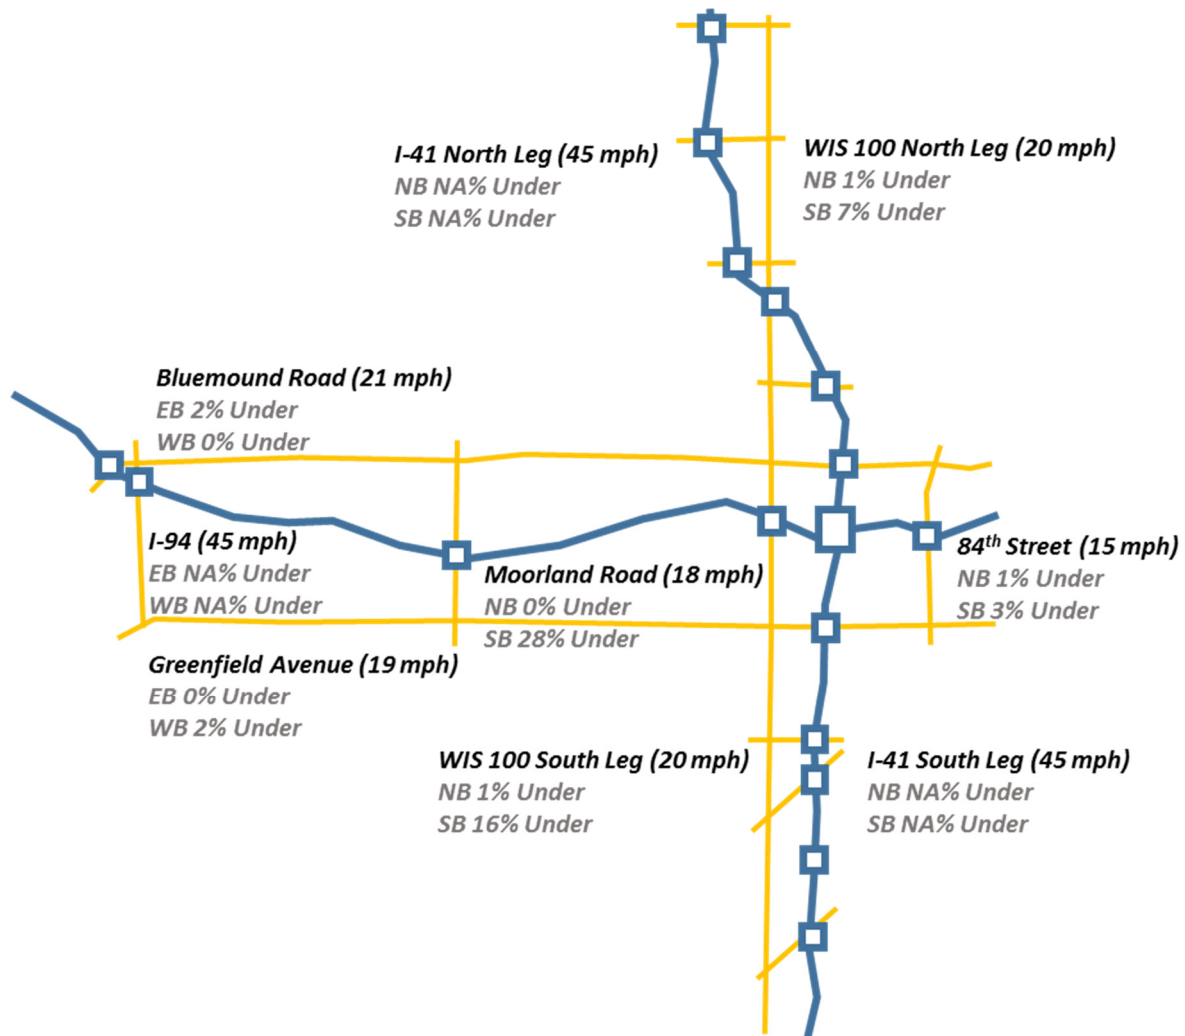 I-41 North Leg (45 mph)
NB NA% Under
SB NA% Under
WIS 100 North Leg (20 mph)
NB 1% Under
SB 7% Under
Bluemound Road (21 mph)
EB 2% Under
WB 0% Under
I-94 (45 mph)
EB NA% Under
WB NA% Under
Moorland Road (18 mph)
NB 0% Under
SB 28% Under
84th Street (15 mph)
NB 1% Under
SB 3% Under
Greenfield Avenue (19 mph)
EB 0% Under
WB 2% Under
WIS 100 South Leg (20 mph)
NB 1% Under
SB 16% Under
I-41 South Leg (45 mph)
NB NA% Under
SB NA% Under